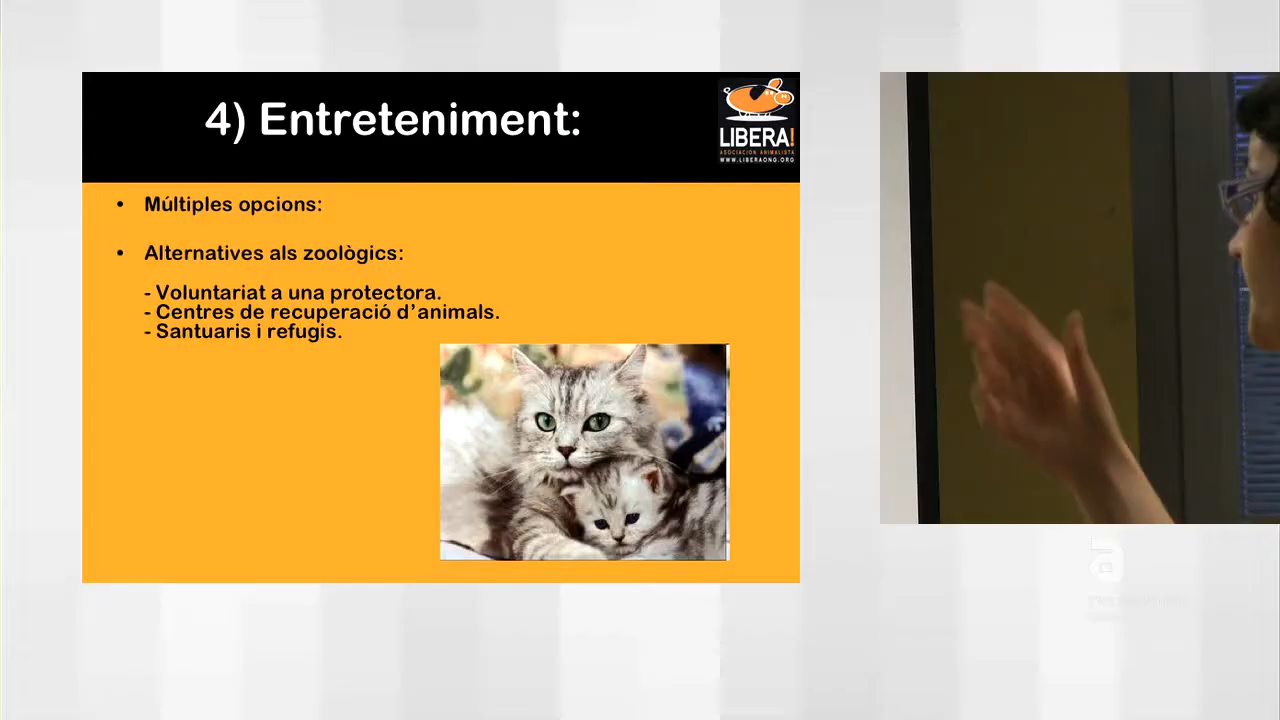 4) Entreteniment:
LIBERA!
ASOCIACION ANIMALISTA
WWW.LIBERAONG.ORG
• Múltiples opcions:
• Alternatives als zoològics:
- Voluntariat a una protectora.
- Centres de recuperació d’animals.
- Santuaris i refugis.